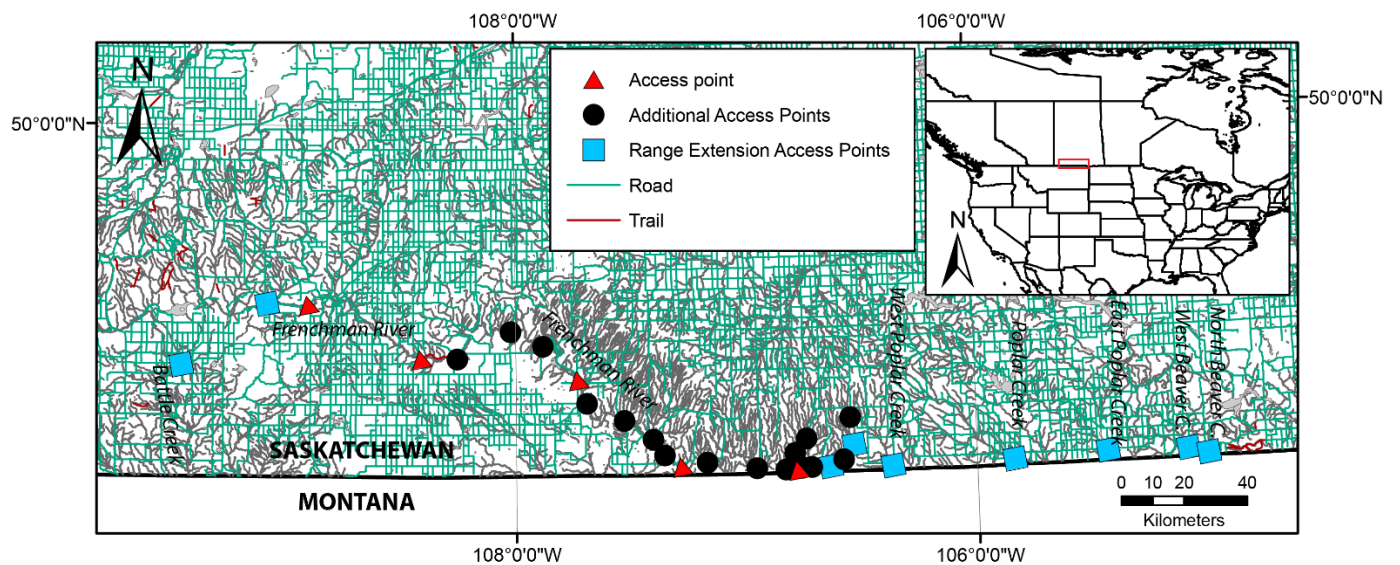 108°0'0"W
106°0'0"W
N
50°0'0"N
50°0'0"N
Access point
Additional Access Points
Range Extension Access Points
Road
Trail
N
Frenchman River
Frenchman River
Battle Creek
West Poplar Creek
Poplar Creek
East Poplar Creek
West Beaver C.
North Beaver C.
SASKATCHEWAN
MONTANA
0 10 20 40
Kilometers
108°0'0"W
106°0'0"W